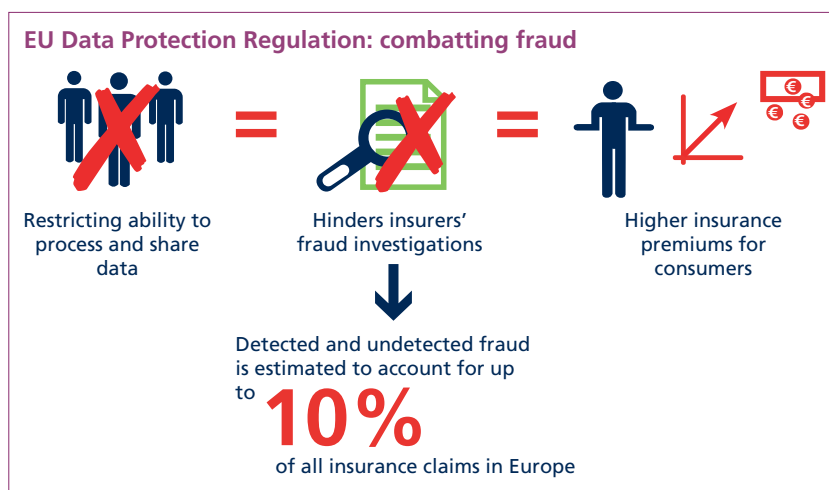 EU Data Protection Regulation: combatting fraud
=
=
€
€
€
Restricting ability to
process and share
data
Hinders insurers’
fraud investigations
Higher insurance
premiums for
consumers
Detected and undetected fraud
is estimated to account for up
to 10%
of all insurance claims in Europe